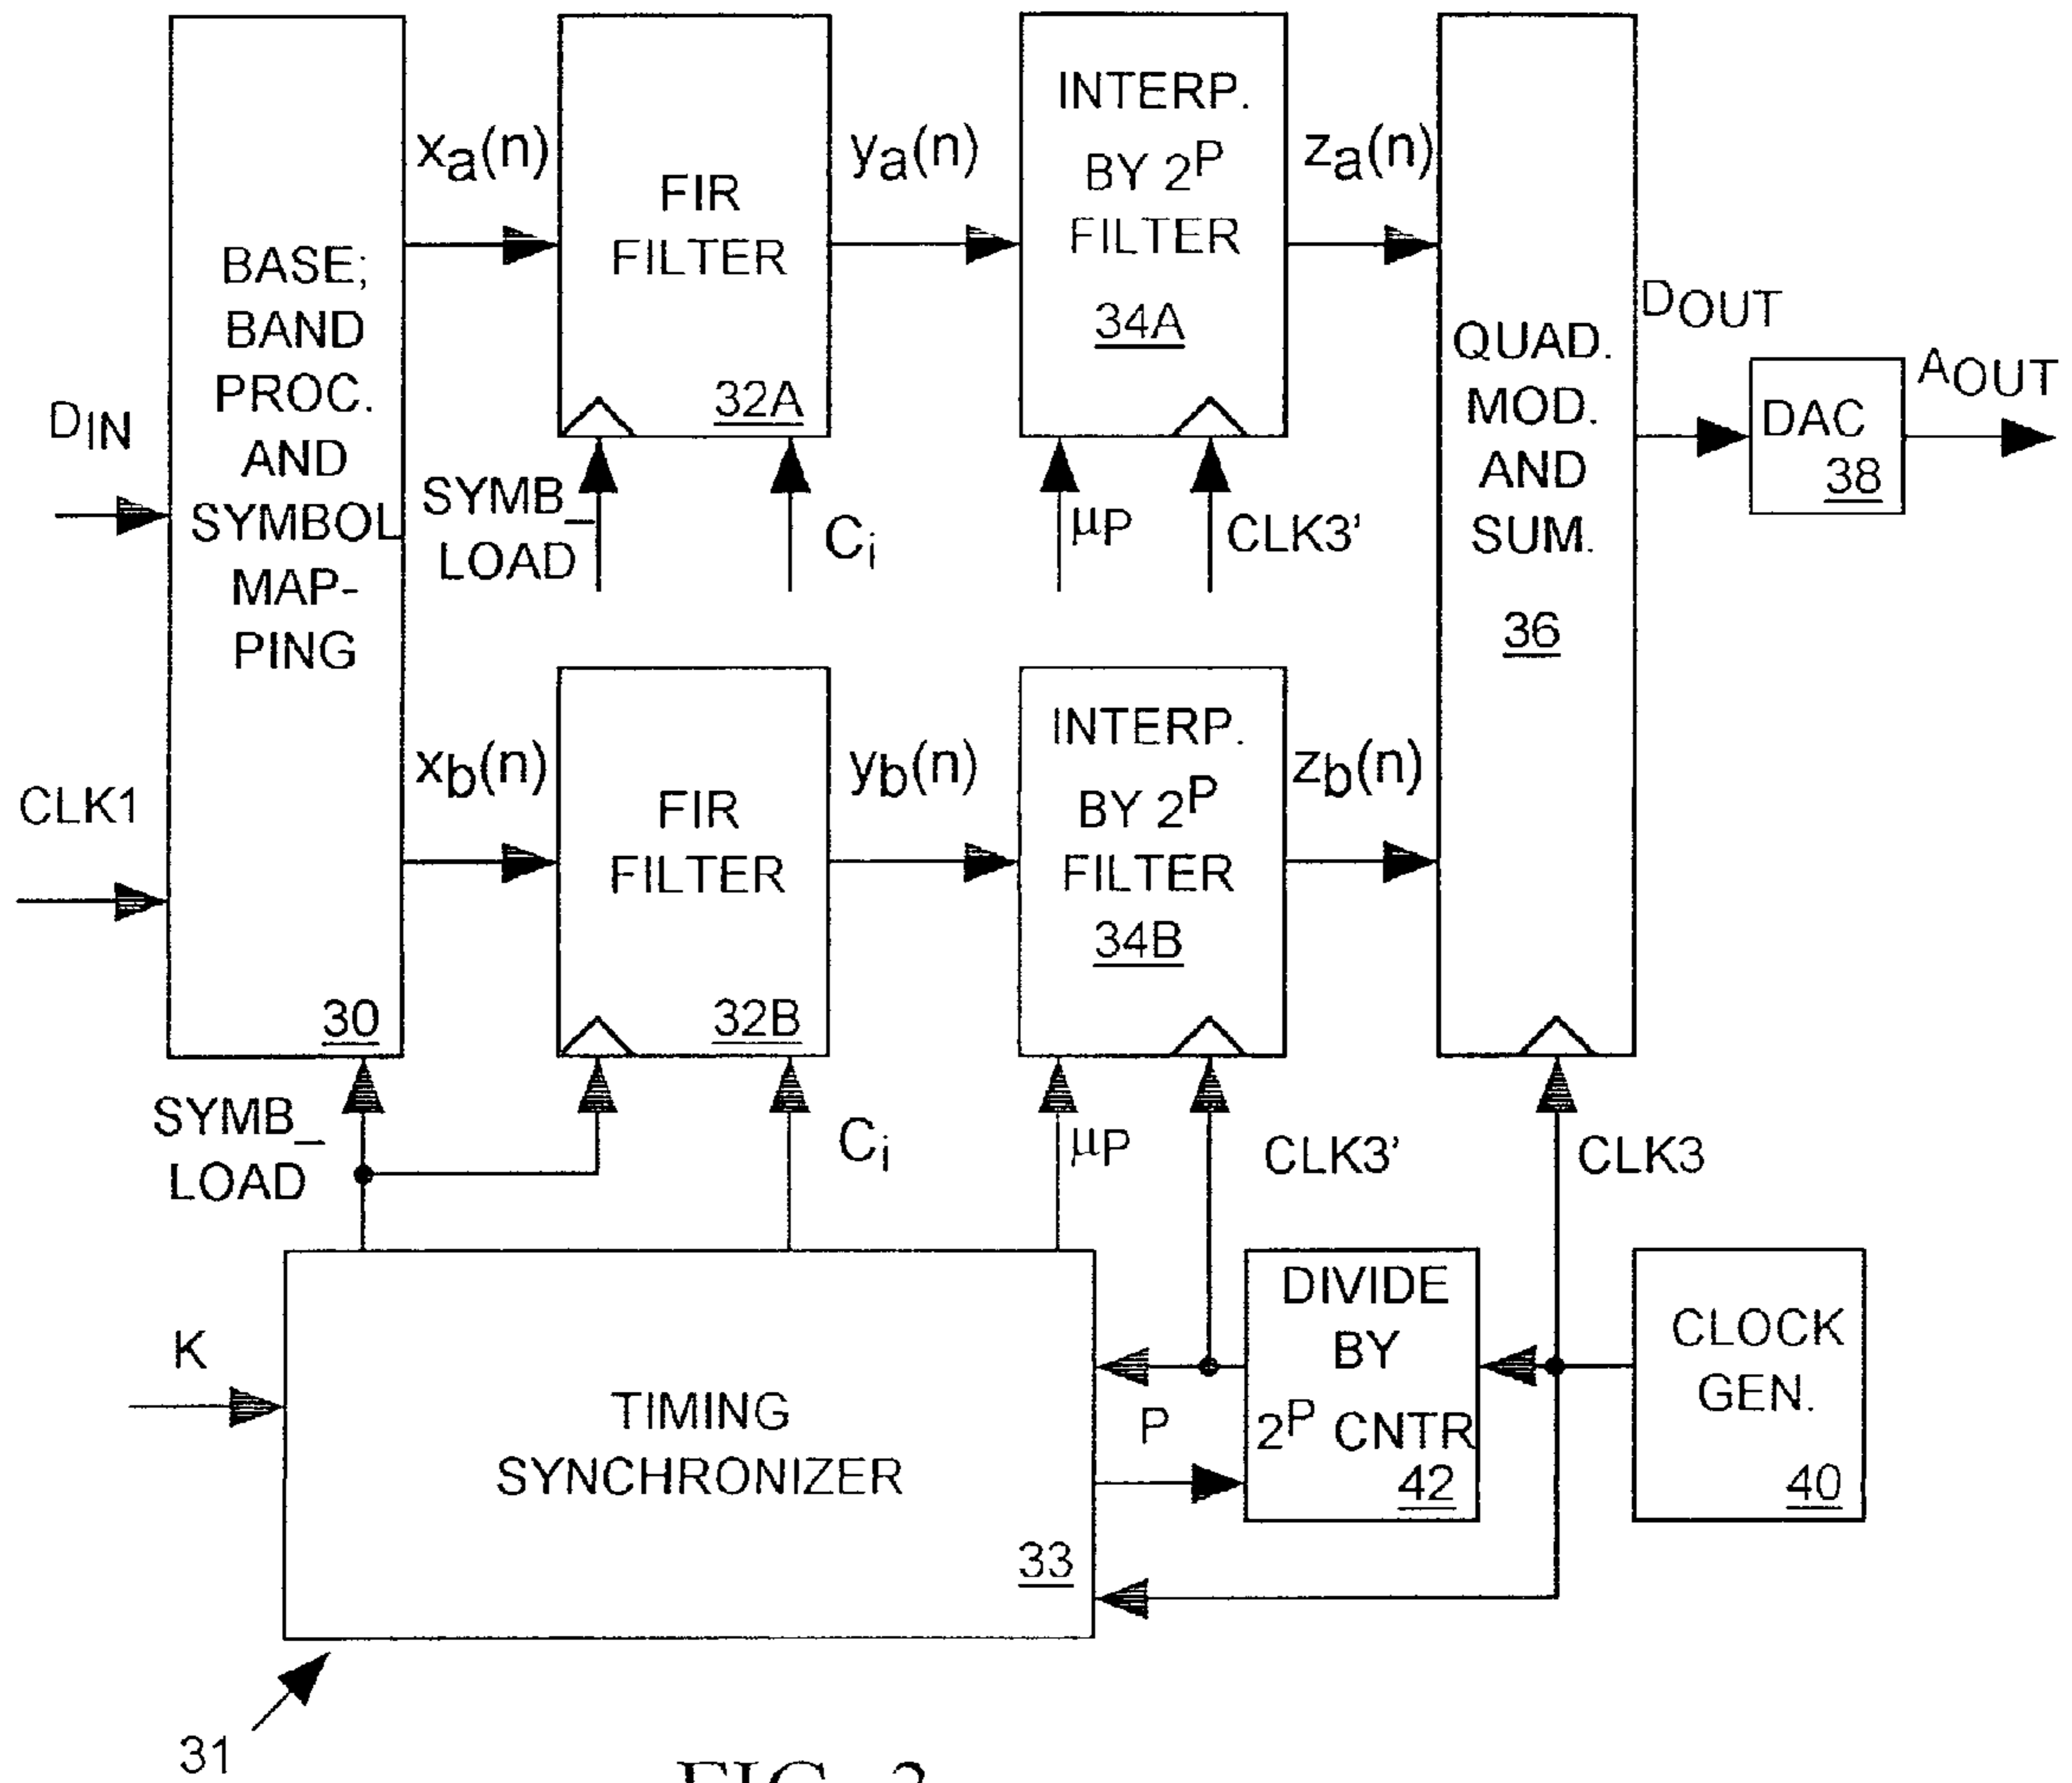 BASE;
BAND
PROC.
AND
SYMBOL
MAP-
PING
30
DIN
CLK1
xa(n)
FIR
FILTER
32A
ya(n)
INTERP.
BY 2P
FILTER
34A
za(n)
QUAD.
MOD.
AND
SUM.
36
DOUT
DAC
38
AOUT
SYMB_
LOAD
Ci
µP
CLK3'
xb(n)
FIR
FILTER
32B
yb(n)
INTERP.
BY 2P
FILTER
34B
zb(n)
SYMB_
LOAD
Ci
µP
CLK3'
CLK3
K
TIMING
SYNCHRONIZER
33
P
DIVIDE
BY
2P CNTR
42
CLOCK
GEN.
40
31